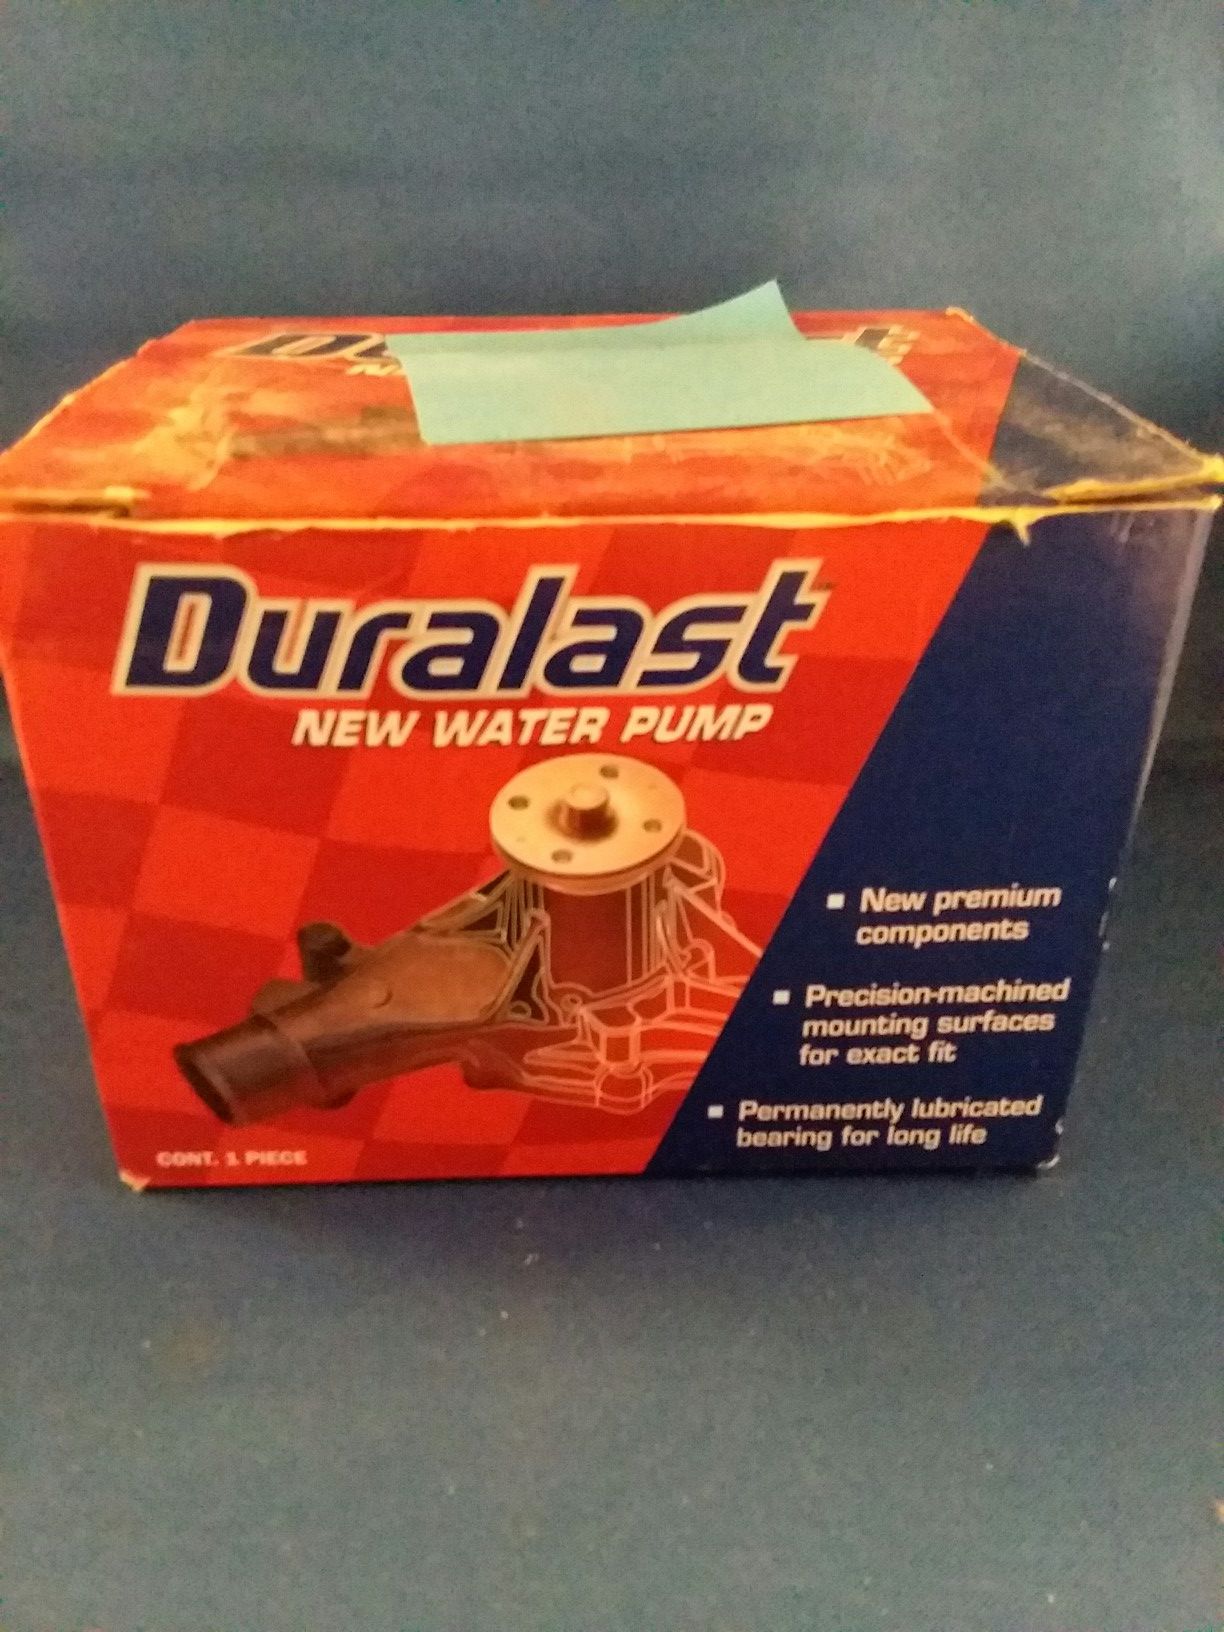 Duralast™
NEW WATER PUMP
▪ New premium
components
▪ Precision-machined
mounting surfaces
for exact fit
▪ Permanently lubricated
bearing for long life
CONT. 1 PIECE